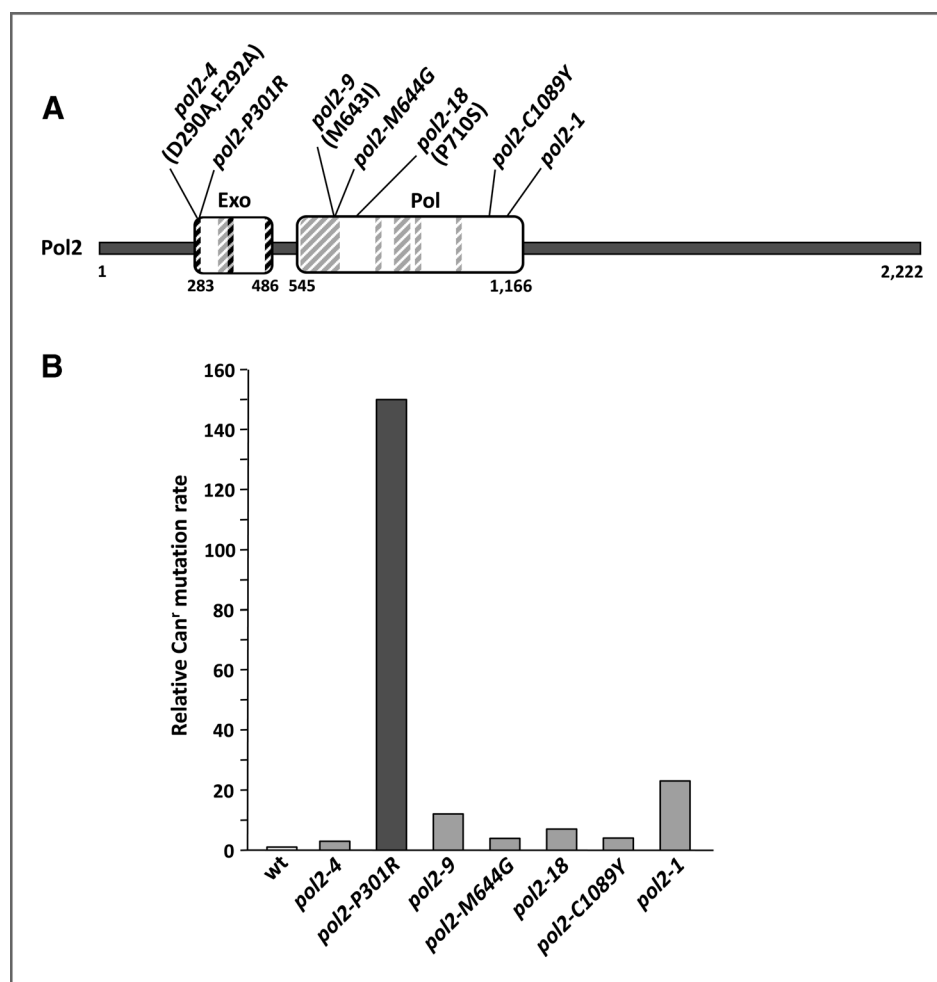 A
pol2-4
(D290A,E292A)
pol2-P301R
pol2-9
(M643I)
pol2-M644G
pol2-18
(P710S)
pol2-C1089Y
pol2-1
Exo
Pol
Pol2
1
283
486
545
1,166
2,222
B
160
140
120
100
80
60
40
20
0
Relative Canʳ mutation rate
wt
pol2-4
pol2-P301R
pol2-9
pol2-M644G
pol2-18
pol2-C1089Y
pol2-1